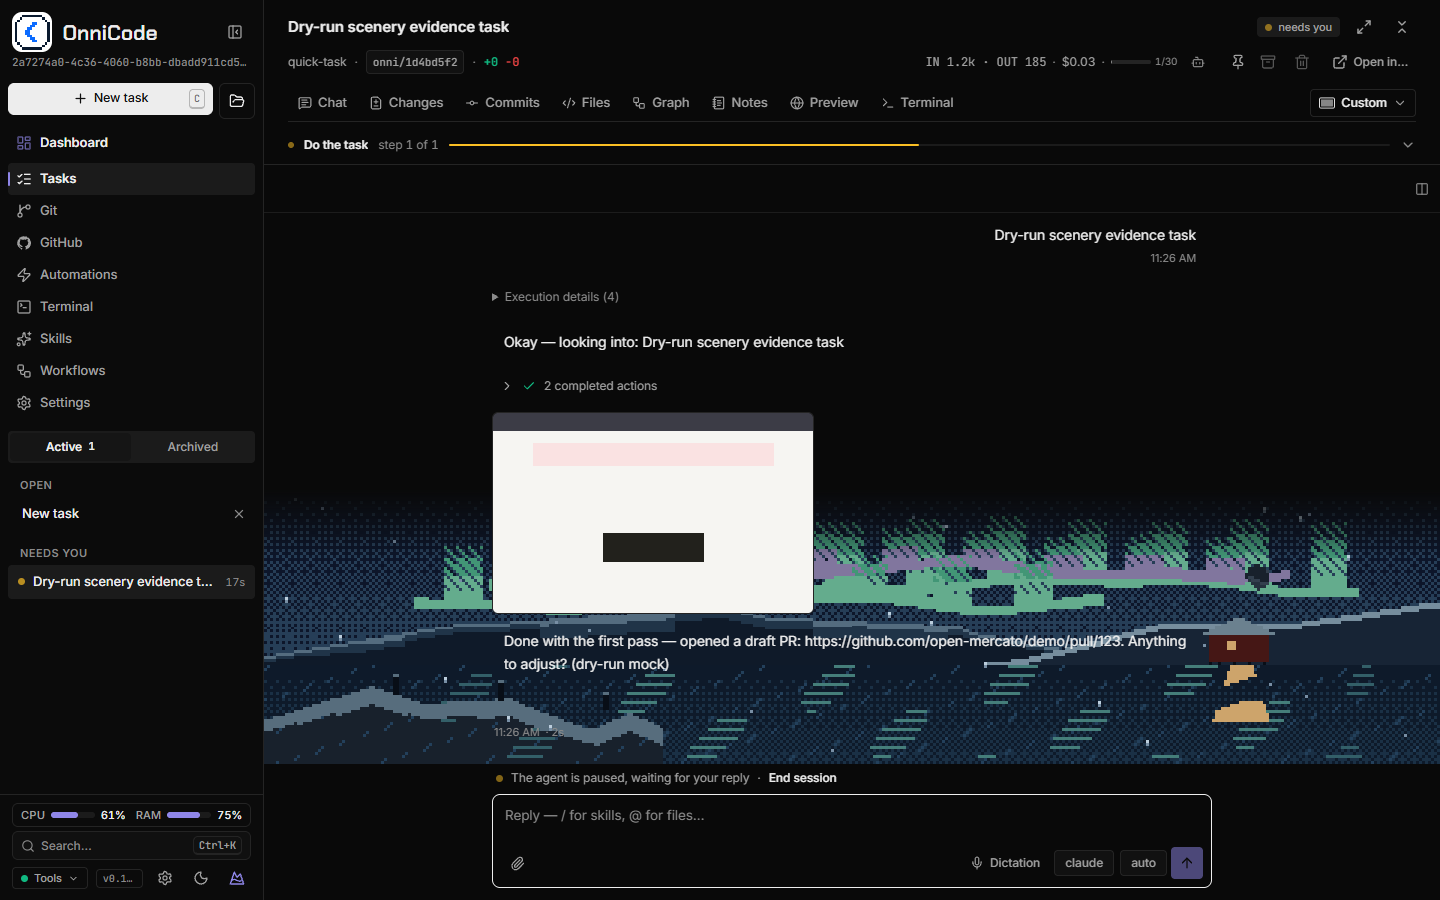 OnniCode
2a7274a0-4c36-4060-b8bb-dbadd911cd5…
New task
C
Dashboard
Tasks
Git
GitHub
Automations
Terminal
Skills
Workflows
Settings
Active 1
Archived
OPEN
New task
NEEDS YOU
Dry-run scenery evidence t... 17s
CPU 61% RAM 75%
Search... Ctrl+K
Tools v0.1…
Dry-run scenery evidence task
needs you
quick-task · onni/1d4bd5f2 · +0 -0
IN 1.2k · OUT 185 · $0.03 · 1/30
Open in...
Chat Changes Commits Files Graph Notes Preview Terminal
Custom
Do the task step 1 of 1
Dry-run scenery evidence task
11:26 AM
Execution details (4)
Okay — looking into: Dry-run scenery evidence task
2 completed actions
Done with the first pass — opened a draft PR: https://github.com/open-mercato/demo/pull/123. Anything
to adjust? (dry-run mock)
11:26 AM · 2s
The agent is paused, waiting for your reply · End session
Reply — / for skills, @ for files...
Dictation claude auto